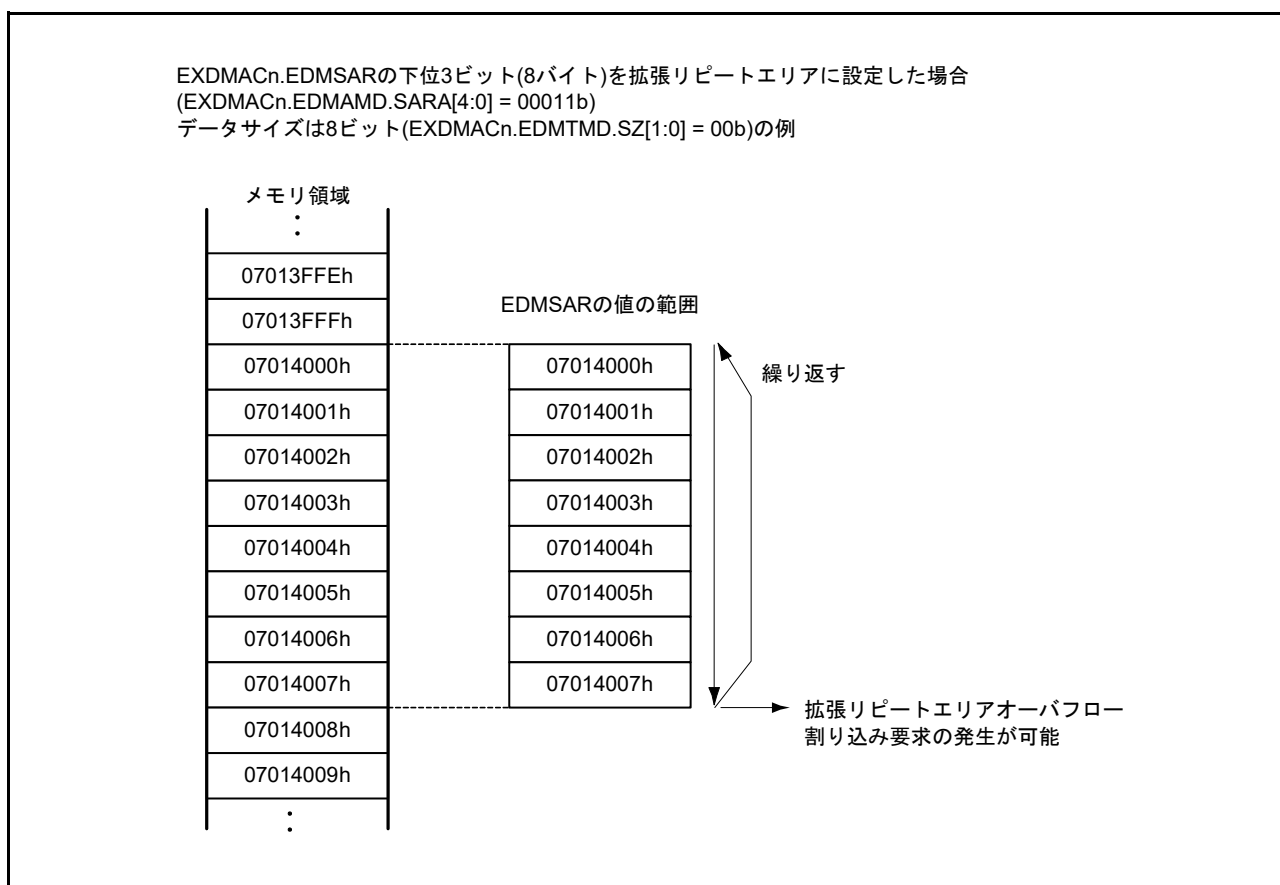 EXDMACn.EDMSARの下位3ビット(8バイト)を拡張リピートエリアに設定した場合
(EXDMACn.EDMAMD.SARA[4:0] = 00011b)
データサイズは8ビット(EXDMACn.EDMTMD.SZ[1:0] = 00b)の例
メモリ領域
07013FFEh
07013FFFh
07014000h
07014001h
07014002h
07014003h
07014004h
07014005h
07014006h
07014007h
07014008h
07014009h
EDMSARの値の範囲
07014000h
07014001h
07014002h
07014003h
07014004h
07014005h
07014006h
07014007h
繰り返す
拡張リピートエリアオーバフロー
割り込み要求の発生が可能